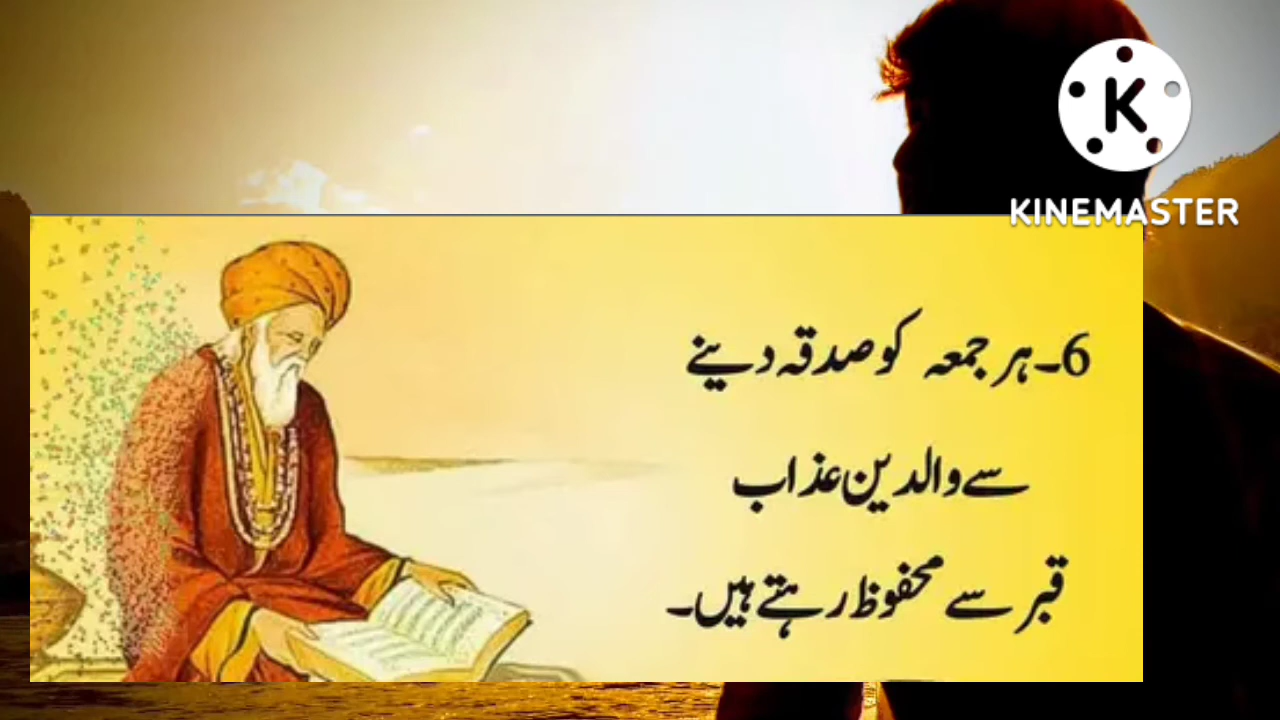 KINEMASTER
6۔ہر جمعہ کو صدقہ دینے
سے والدین عذاب
قبر سے محفوظ رہتے ہیں۔